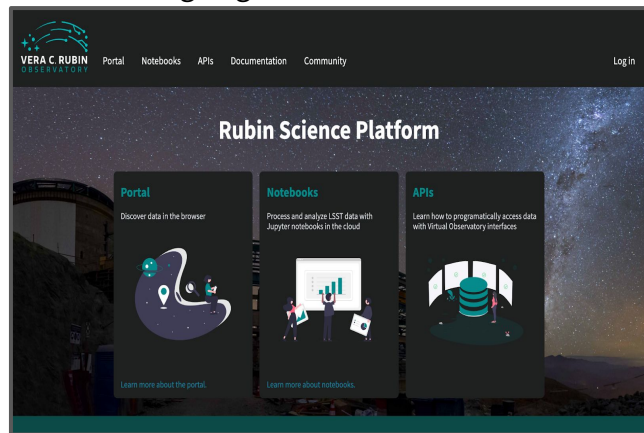 VERA C. RUBIN
OBSERVATORY
Portal Notebooks APIs Documentation Community Log in
Rubin Science Platform
Portal
Discover data in the browser
Learn more about the portal.
Notebooks
Process and analyze LSST data with
Jupyter notebooks in the cloud
Learn more about notebooks.
APIs
Learn how to programatically access data
with Virtual Observatory interfaces